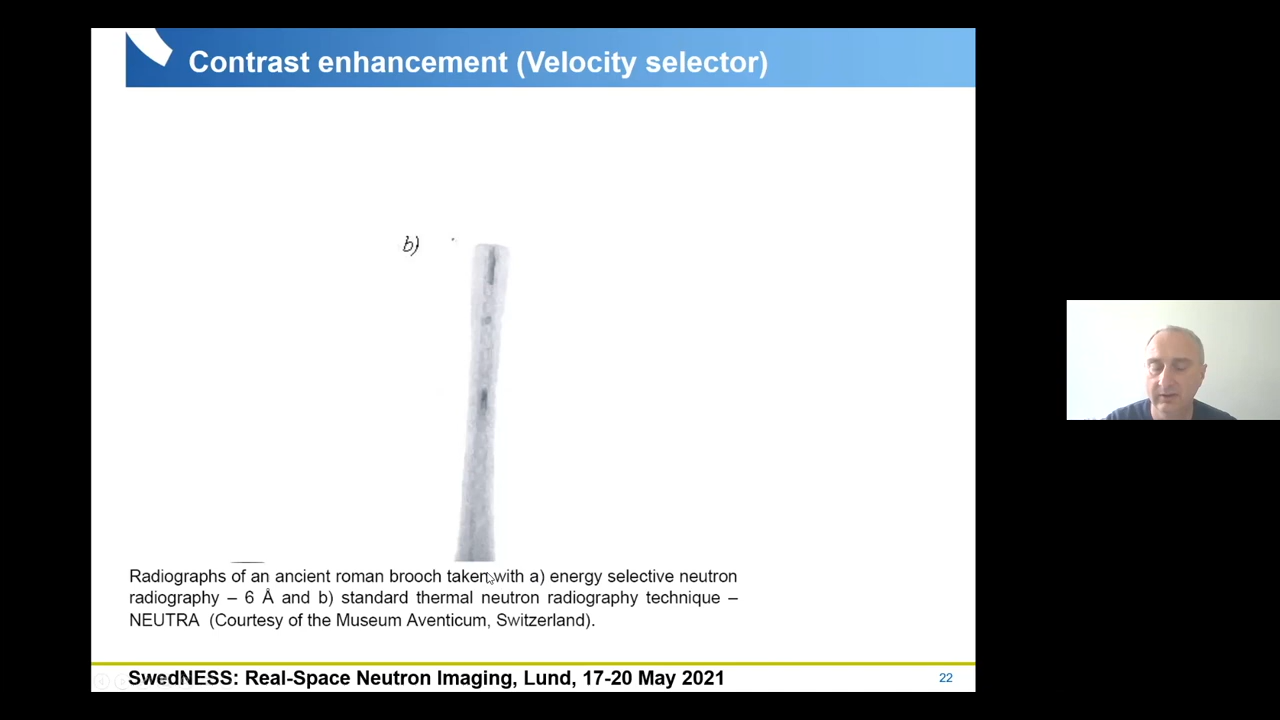 Contrast enhancement (Velocity selector)
b)
Radiographs of an ancient roman brooch taken with a) energy selective neutron
radiography – 6 Å and b) standard thermal neutron radiography technique –
NEUTRA (Courtesy of the Museum Aventicum, Switzerland).
SwedNESS: Real-Space Neutron Imaging, Lund, 17-20 May 2021
22